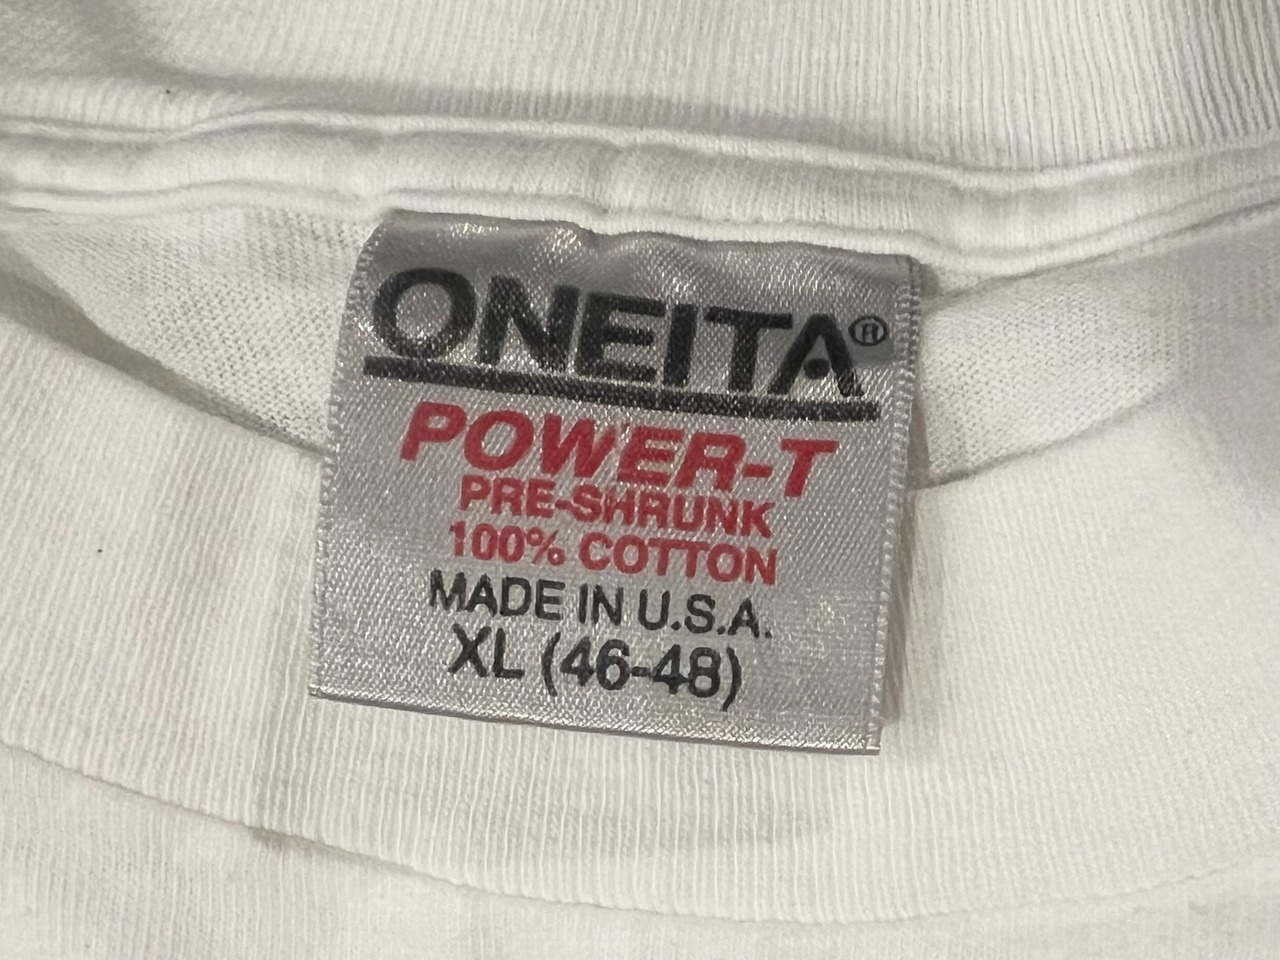 ONEITA®
POWER-T
PRE-SHRUNK
100% COTTON
MADE IN U.S.A.
XL (46-48)